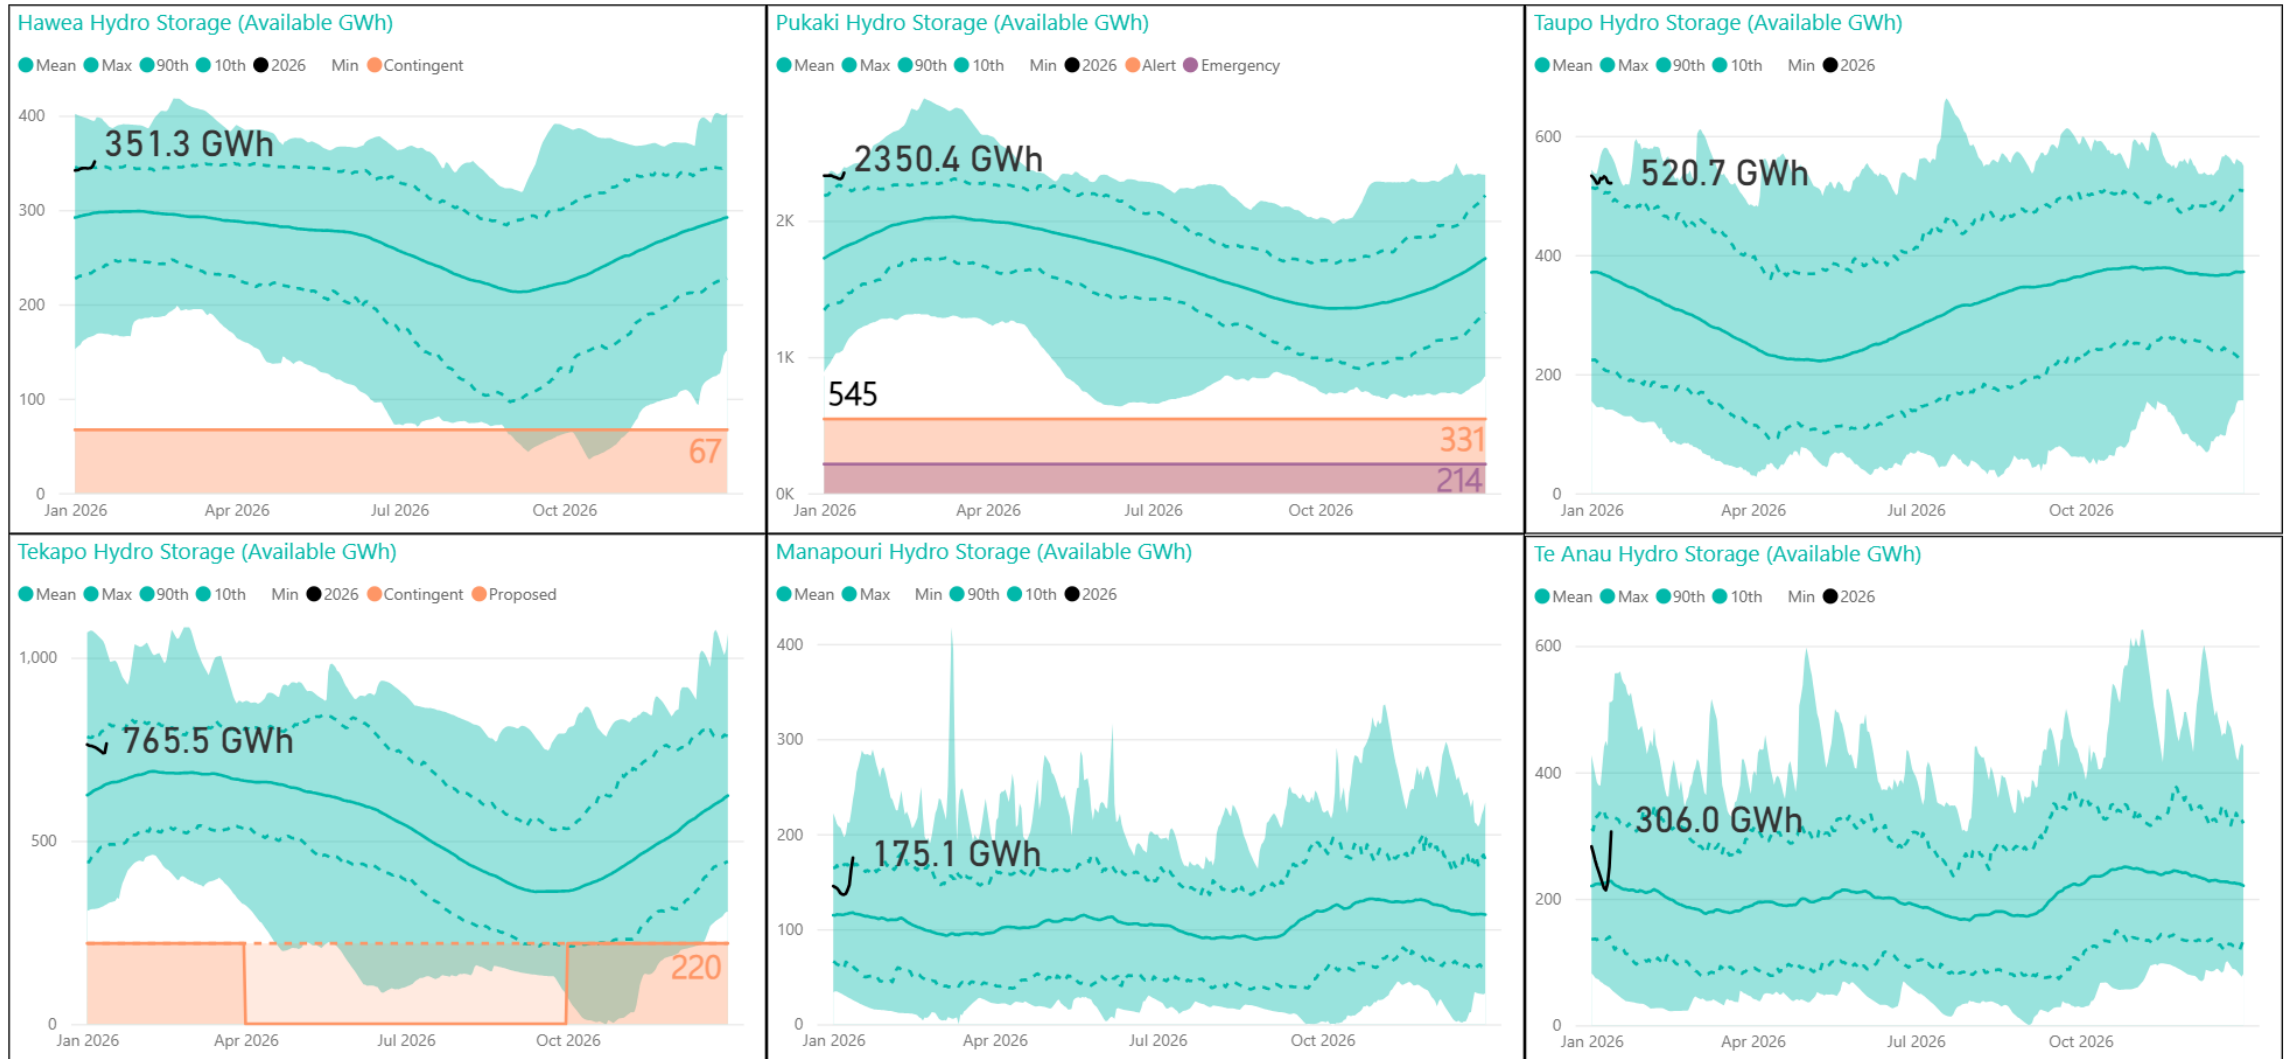 Hawea Hydro Storage (Available GWh)
Mean Max 90th 10th 2026 Min Contingent
400
351.3 GWh
300
200
100
67
0
Jan 2026 Apr 2026 Jul 2026 Oct 2026
Pukaki Hydro Storage (Available GWh)
Mean Max 90th 10th Min 2026 Alert Emergency
2350.4 GWh
2K
1K
545
331
214
0K
Jan 2026 Apr 2026 Jul 2026 Oct 2026
Taupo Hydro Storage (Available GWh)
Mean Max 90th 10th Min 2026
600
520.7 GWh
400
200
0
Jan 2026 Apr 2026 Jul 2026 Oct 2026
Tekapo Hydro Storage (Available GWh)
Mean Max 90th 10th Min 2026 Contingent Proposed
1,000
765.5 GWh
500
220
0
Jan 2026 Apr 2026 Jul 2026 Oct 2026
Manapouri Hydro Storage (Available GWh)
Mean Max Min 90th 10th 2026
400
300
200
175.1 GWh
100
0
Jan 2026 Apr 2026 Jul 2026 Oct 2026
Te Anau Hydro Storage (Available GWh)
Mean Max 90th 10th Min 2026
600
400
306.0 GWh
200
0
Jan 2026 Apr 2026 Jul 2026 Oct 2026